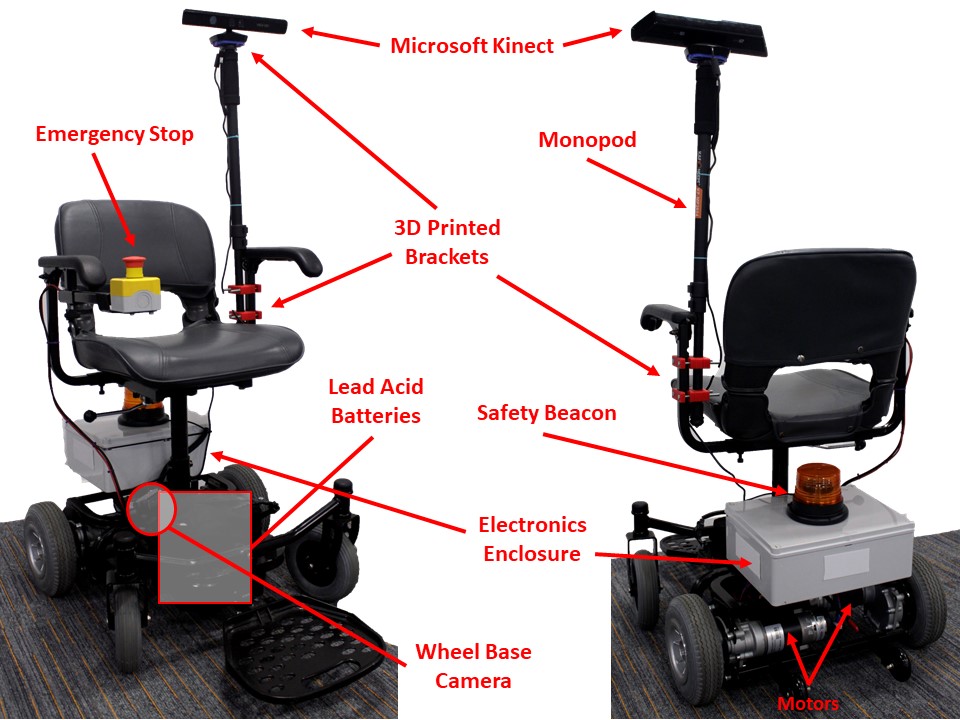 Microsoft Kinect
Emergency Stop
Monopod
3D Printed
Brackets
Lead Acid
Batteries
Safety Beacon
Electronics
Enclosure
Wheel Base
Camera
Motors